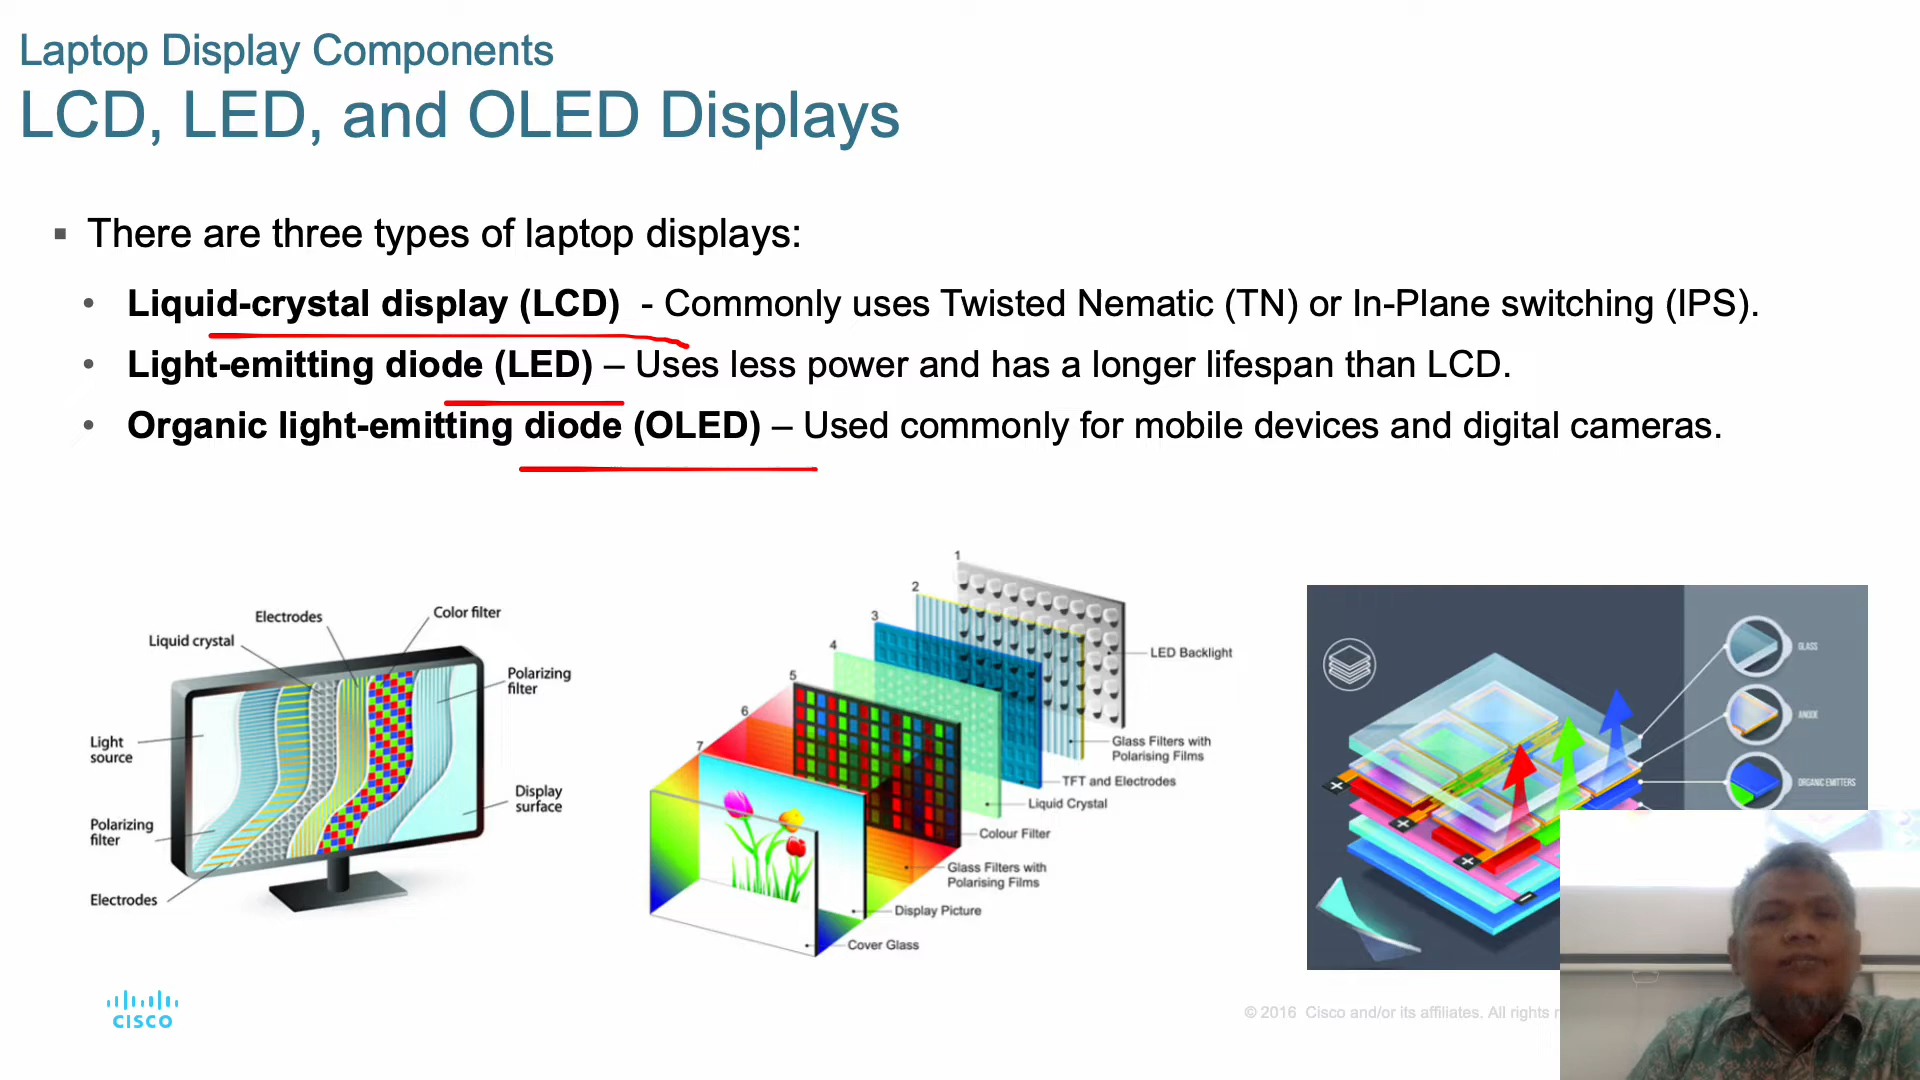 Laptop Display Components
LCD, LED, and OLED Displays
▪ There are three types of laptop displays:
• Liquid-crystal display (LCD) - Commonly uses Twisted Nematic (TN) or In-Plane switching (IPS).
• Light-emitting diode (LED) – Uses less power and has a longer lifespan than LCD.
• Organic light-emitting diode (OLED) – Used commonly for mobile devices and digital cameras.
Electrodes
Color filter
Liquid crystal
Polarizing
filter
Light
source
Display
surface
Polarizing
filter
Electrodes
1
2
3
4
5
6
7
LED Backlight
Glass Filters with
Polarising Films
TFT and Electrodes
Liquid Crystal
Colour Filter
Glass Filters with
Polarising Films
Display Picture
Cover Glass
GLASS
ANODE
ORGANIC EMITTERS
CISCO
© 2016 Cisco and/or its affiliates. All rights